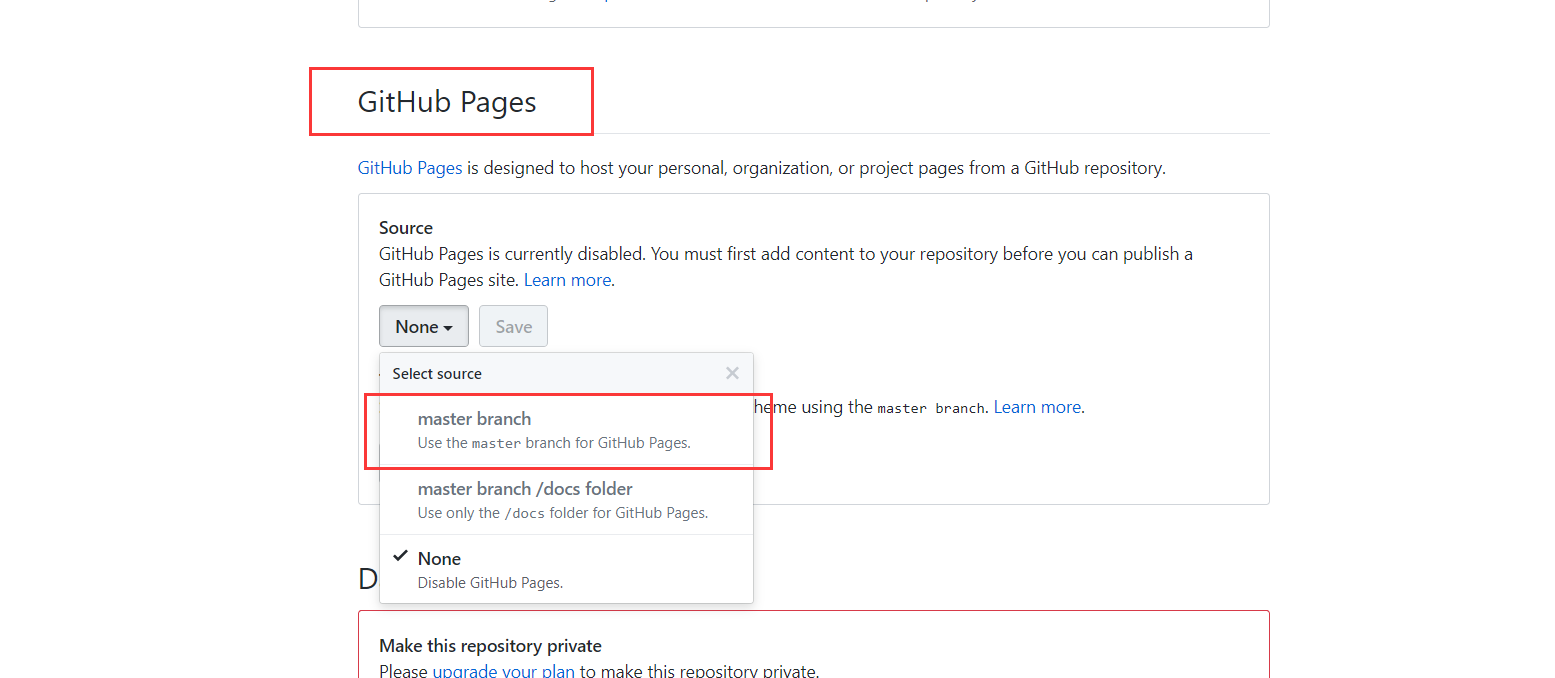 GitHub Pages
GitHub Pages is designed to host your personal, organization, or project pages from a GitHub repository.
Source
GitHub Pages is currently disabled. You must first add content to your repository before you can publish a
GitHub Pages site. Learn more.
None
Save
Select source
heme using the master branch. Learn more.
master branch
Use the master branch for GitHub Pages.
master branch /docs folder
Use only the /docs folder for GitHub Pages.
None
Disable GitHub Pages.
D
Make this repository private
Please upgrade your plan to make this repository private.